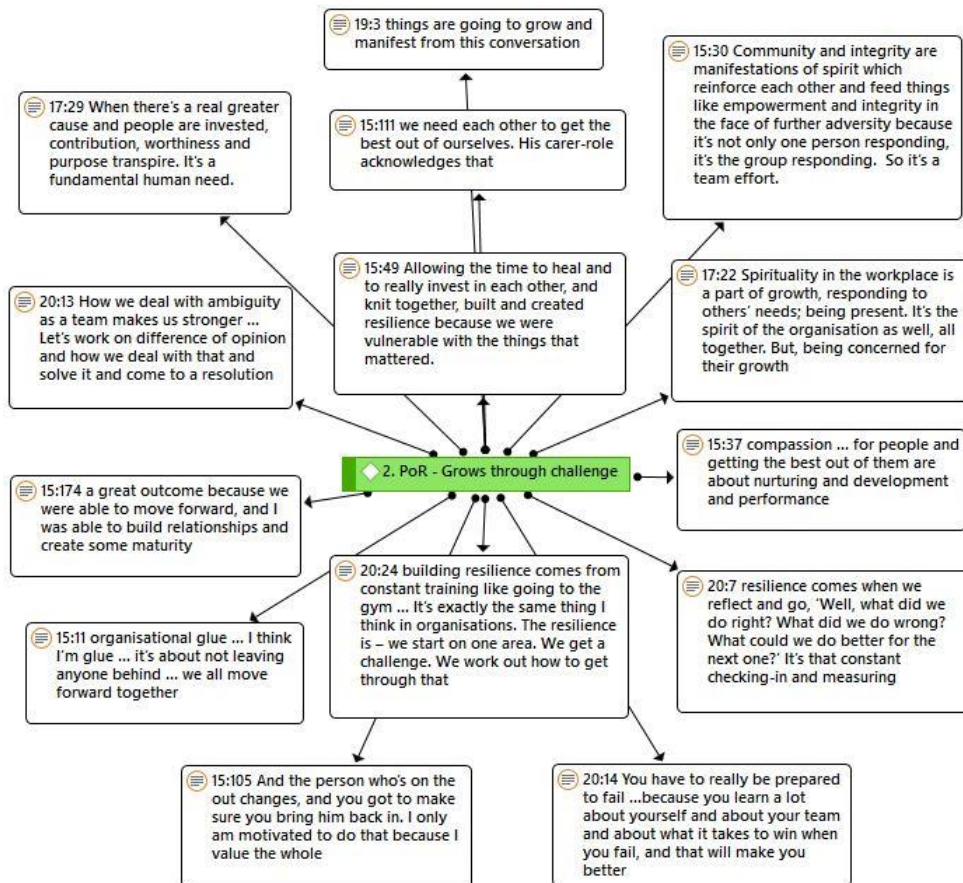 19:3 things are going to grow and
manifest from this conversation
15:30 Community and integrity are
manifestations of spirit which
reinforce each other and feed things
like empowerment and integrity in
the face of further adversity because
it's not only one person responding,
it's the group responding.  So it's a
team effort.
17:29 When there's a real greater
cause and people are invested,
contribution, worthiness and
purpose transpire. It's a
fundamental human need.
15:111 we need each other to get the
best out of ourselves. His carer-role
acknowledges that
15:49 Allowing the time to heal and
to really invest in each other, and
knit together, built and created
resilience because we were
vulnerable with the things that
mattered.
17:22 Spirituality in the workplace is
a part of growth, responding to
others' needs; being present. It's the
spirit of the organisation as well, all
together. But, being concerned for
their growth
20:13 How we deal with ambiguity
as a team makes us stronger ...
Let's work on difference of opinion
and how we deal with that and
solve it and come to a resolution
2. PoR - Grows through challenge
15:37 compassion ... for people and
getting the best out of them are
about nurturing and development
and performance
15:174 a great outcome because we
were able to move forward, and I
was able to build relationships and
create some maturity
20:24 building resilience comes from
constant training like going to the
gym ... It's exactly the same thing I
think in organisations. The resilience
is – we start on one area. We get a
challenge. We work out how to get
through that
20:7 resilience comes when we
reflect and go, 'Well, what did we
do right? What did we do wrong?
What could we do better for the
next one?' It's that constant
checking-in and measuring
15:11 organisational glue ... I think
I'm glue ... it's about not leaving
anyone behind ... we all move
forward together
15:105 And the person who's on the
out changes, and you got to make
sure you bring him back in. I only
am motivated to do that because I
value the whole
20:14 You have to really be prepared
to fail ...because you learn a lot
about yourself and about your team
and about what it takes to win when
you fail, and that will make you
better